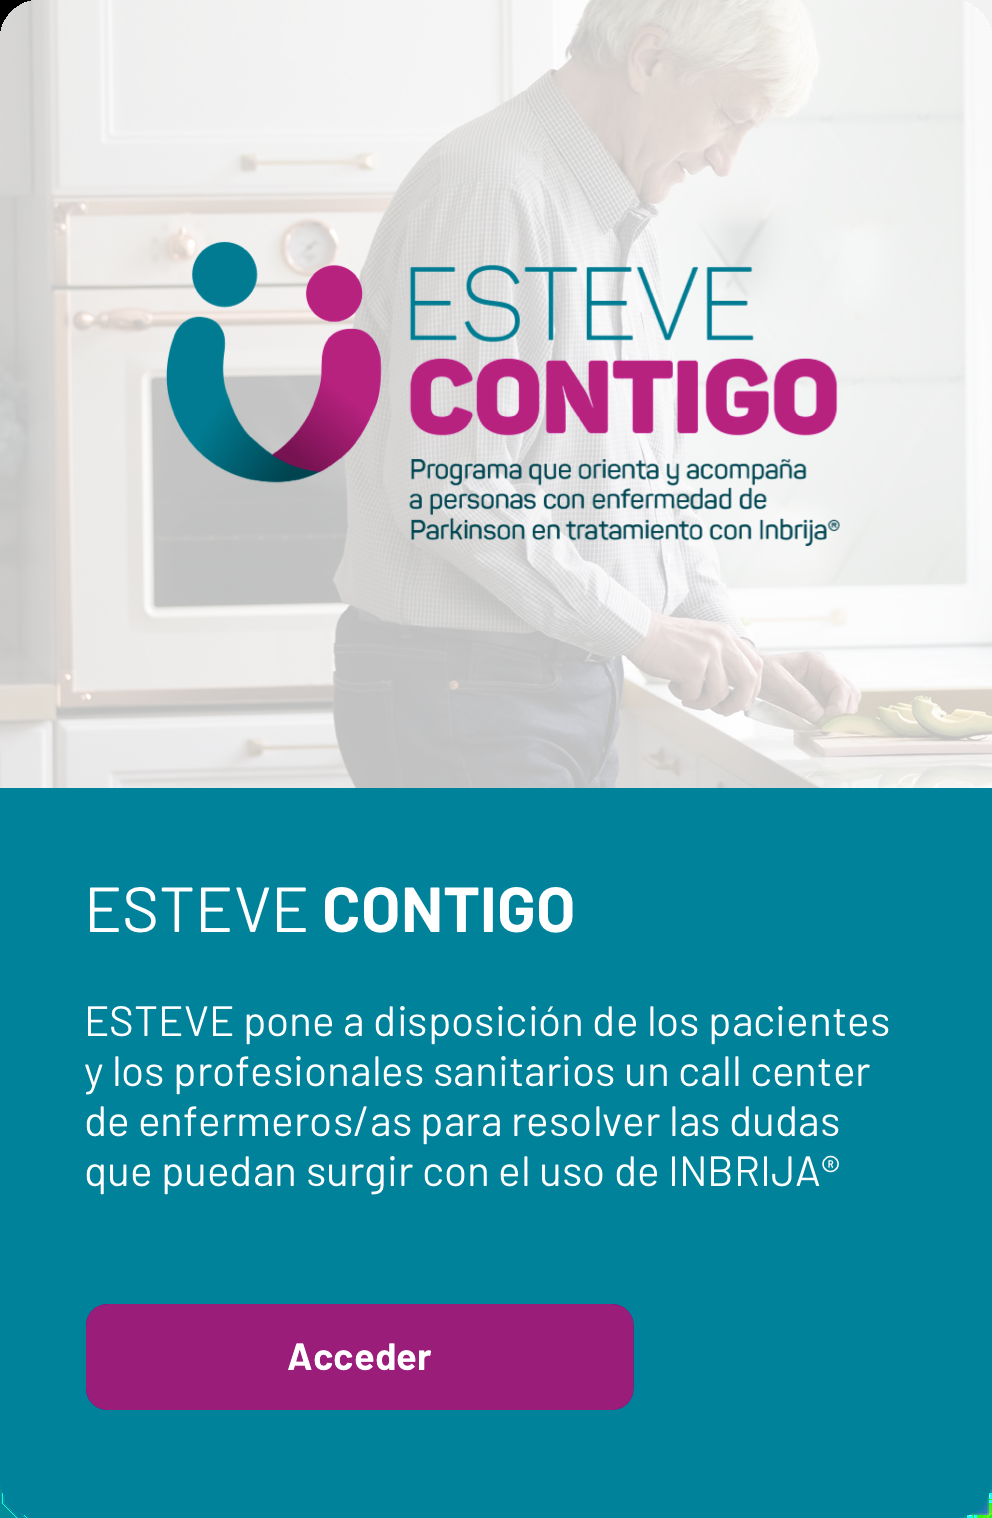 ESTEVE
CONTIGO
Programa que orienta y acompaña
a personas con enfermedad de
Parkinson en tratamiento con Inbrija®
ESTEVE CONTIGO
ESTEVE pone a disposición de los pacientes
y los profesionales sanitarios un call center
de enfermeros/as para resolver las dudas
que puedan surgir con el uso de INBRIJA®
Acceder